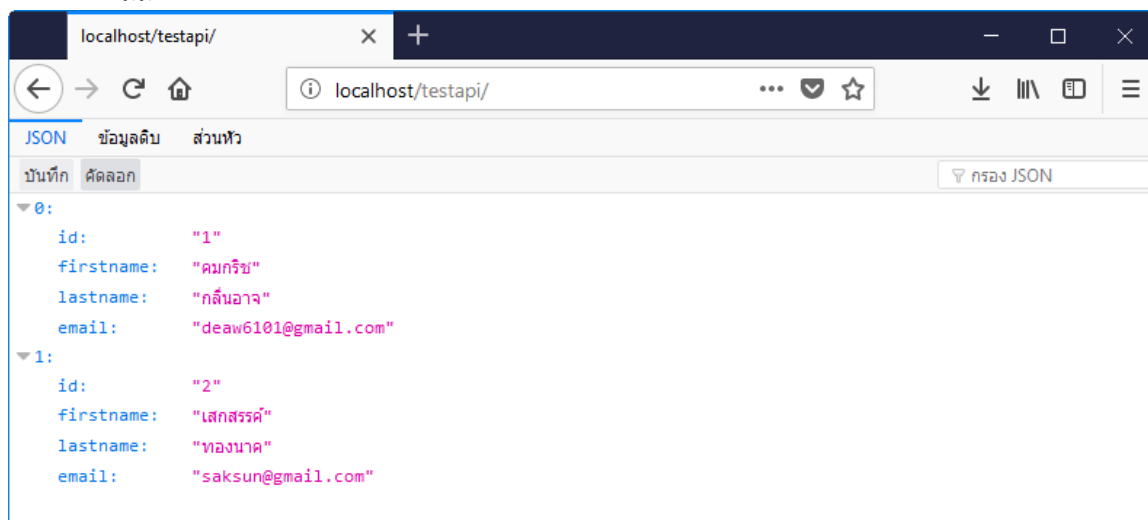 localhost/testapi/
localhost/testapi/
JSON ข้อมูลดิบ ส่วนหัว
บันทึก คัดลอก กรอง JSON
0:
id: "1"
firstname: "คมกริช"
lastname: "กลิ่นอาจ"
email: "deaw6101@gmail.com"
1:
id: "2"
firstname: "เสกสรรค์"
lastname: "ทองนาค"
email: "saksun@gmail.com"